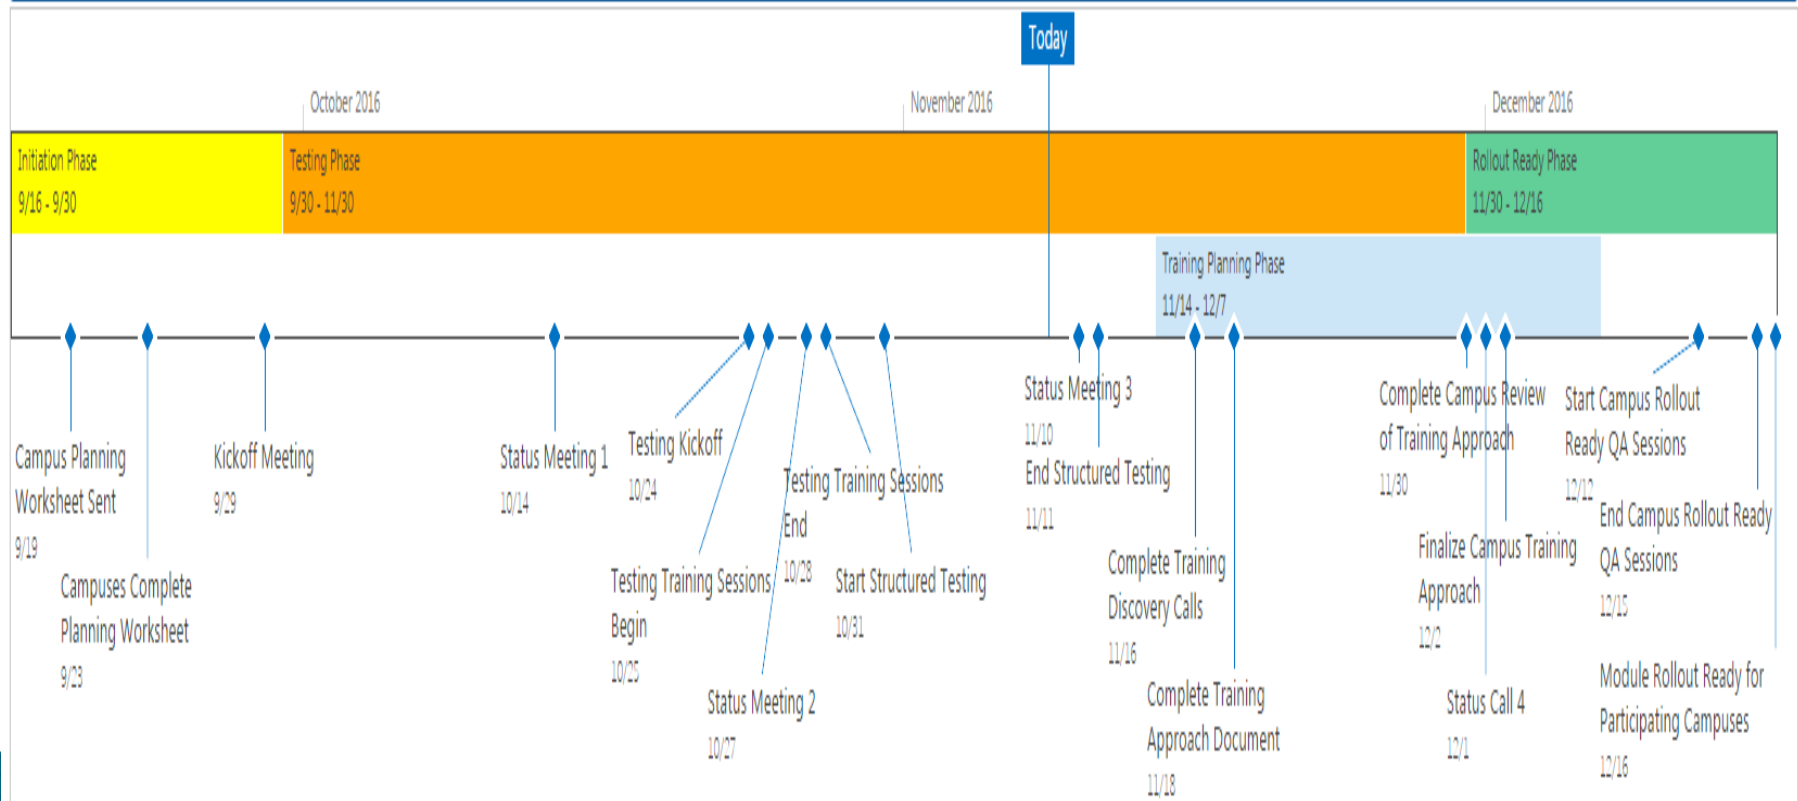 Today
October 2016
November 2016
December 2016
Initiation Phase
9/16 - 9/30
Testing Phase
9/30 - 11/30
Rollout Ready Phase
11/30 - 12/16
Training Planning Phase
11/14 - 12/7
Campus Planning
Worksheet Sent
9/19
Campuses Complete
Planning Worksheet
9/23
Kickoff Meeting
9/29
Status Meeting 1
10/14
Testing Kickoff
10/24
Testing Training Sessions
Begin
10/25
Status Meeting 2
10/27
Testing Training Sessions
End
10/28
Start Structured Testing
10/31
Status Meeting 3
11/10
End Structured Testing
11/11
Complete Training
Discovery Calls
11/16
Complete Training
Approach Document
11/18
Complete Campus Review
of Training Approach
11/30
Status Call 4
12/1
Finalize Campus Training
Approach
12/2
Start Campus Rollout
Ready QA Sessions
12/12
End Campus Rollout Ready
QA Sessions
12/15
Module Rollout Ready for
Participating Campuses
12/16